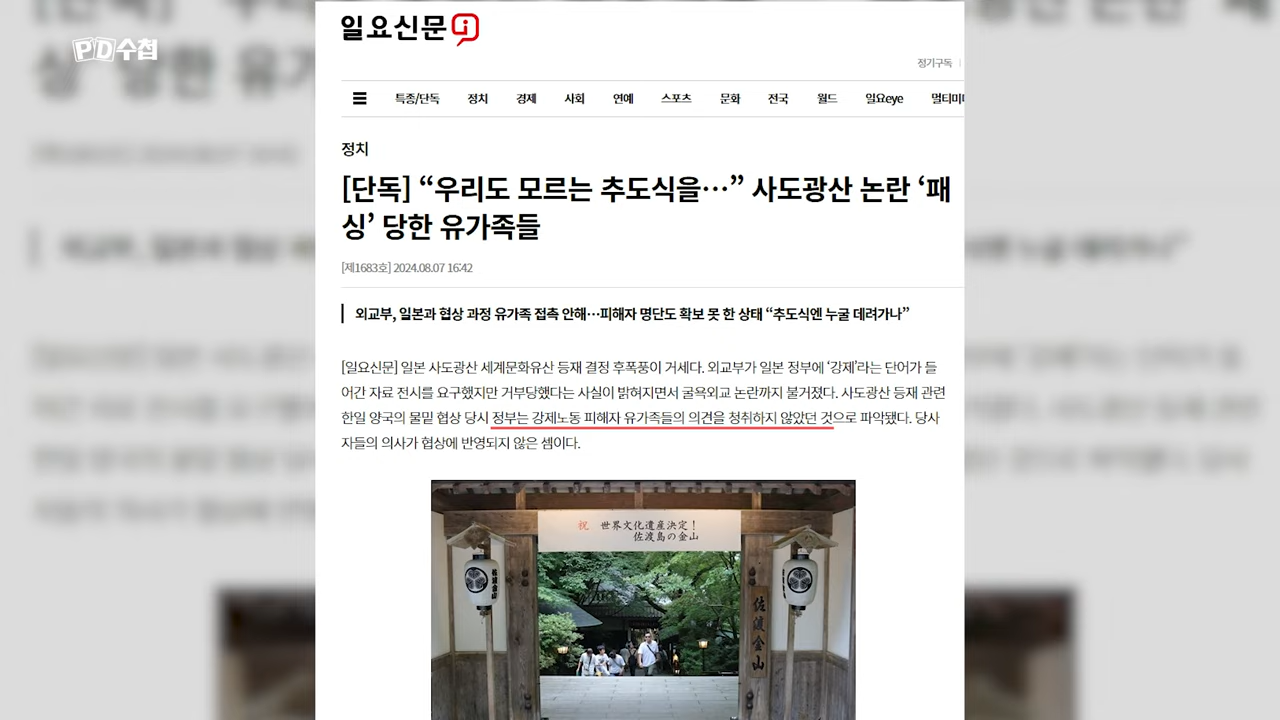 PD수첩
일요신문
정기구독
특종/단독 정치 경제 사회 연예 스포츠 문화 전국 월드 일요eye 멀티미디
정치
[단독] “우리도 모르는 추도식을…” 사도광산 논란 ‘패
싱’ 당한 유가족들
[제1683호] 2024.08.07 16:42
외교부, 일본과 협상 과정 유가족 접촉 안해…피해자 명단도 확보 못 한 상태 “추도식엔 누굴 데려가나”
[일요신문] 일본 사도광산 세계문화유산 등재 결정 후폭풍이 거세다. 외교부가 일본 정부에 ‘강제’라는 단어가 들
어간 자료 전시를 요구했지만 거부당했다는 사실이 밝혀지면서 굴욕외교 논란까지 불거졌다. 사도광산 등재 관련
한일 양국의 물밑 협상 당시 정부는 강제노동 피해자 유가족들의 의견을 청취하지 않았던 것으로 파악됐다. 당사
자들의 의사가 협상에 반영되지 않은 셈이다.
祝 世界文化遺産決定！
佐渡島の金山
佐渡金山